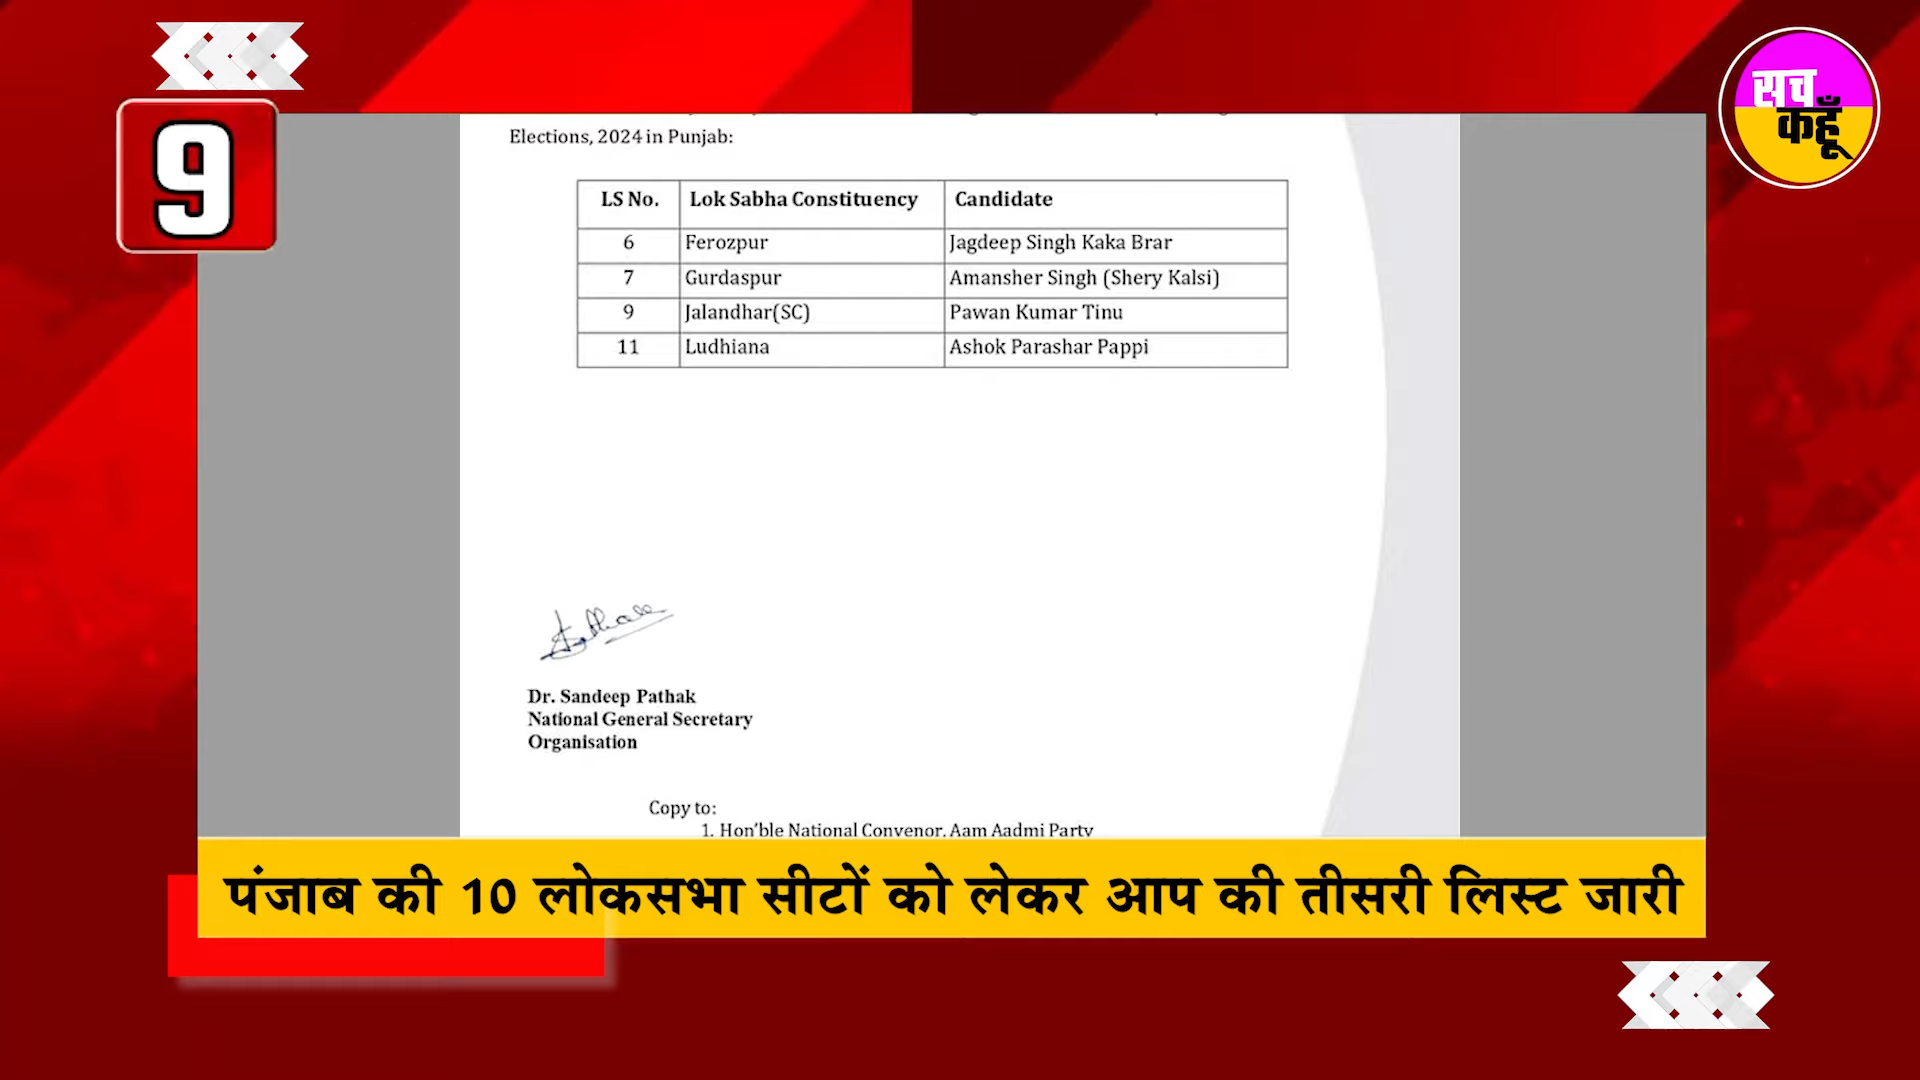 9
सच
कहूँ
Elections, 2024 in Punjab:
LS No. Lok Sabha Constituency Candidate
6 Ferozpur Jagdeep Singh Kaka Brar
7 Gurdaspur Amansher Singh (Shery Kalsi)
9 Jalandhar(SC) Pawan Kumar Tinu
11 Ludhiana Ashok Parashar Pappi
Dr. Sandeep Pathak
National General Secretary
Organisation
Copy to:
1. Hon'ble National Convenor, Aam Aadmi Party
पंजाब की 10 लोकसभा सीटों को लेकर आप की तीसरी लिस्ट जारी